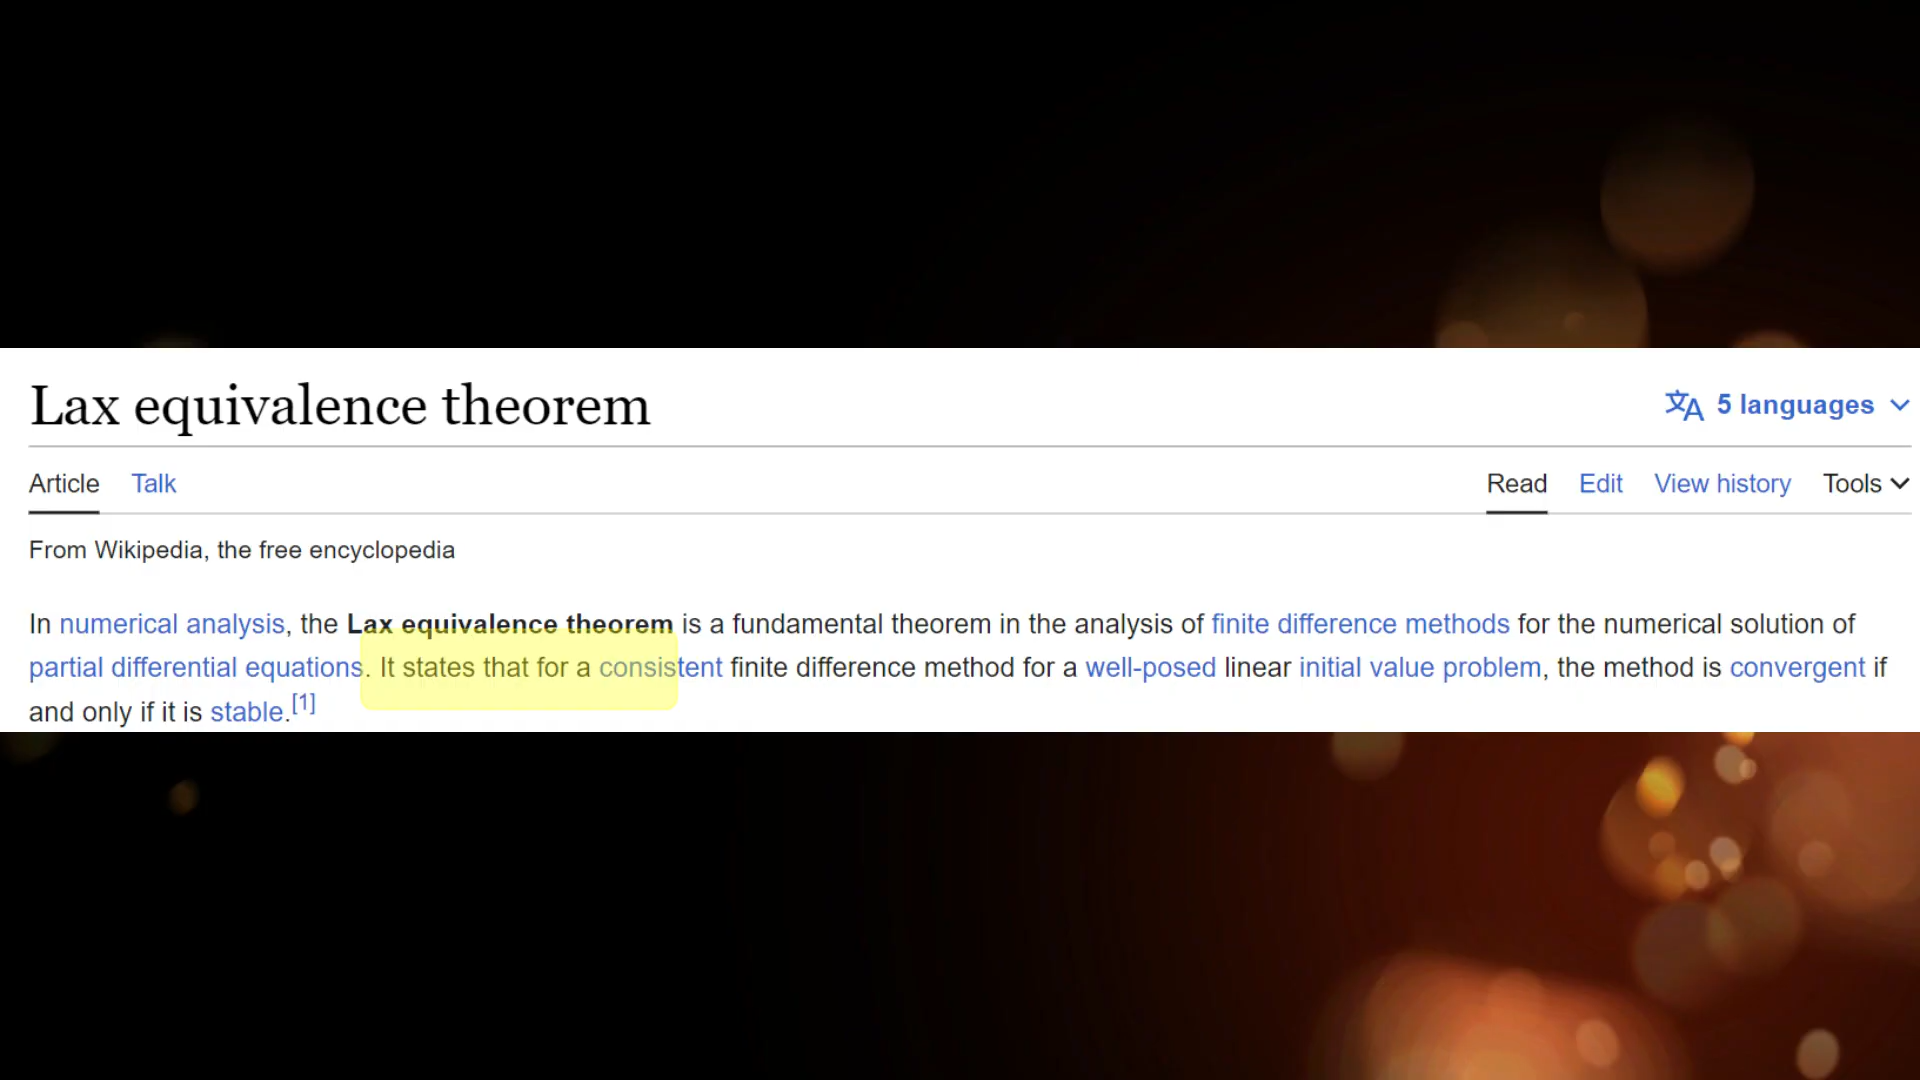 Lax equivalence theorem
5 languages
Article Talk Read Edit View history Tools
From Wikipedia, the free encyclopedia
In numerical analysis, the Lax equivalence theorem is a fundamental theorem in the analysis of finite difference methods for the numerical solution of
partial differential equations. It states that for a consistent finite difference method for a well-posed linear initial value problem, the method is convergent if
and only if it is stable.[1]